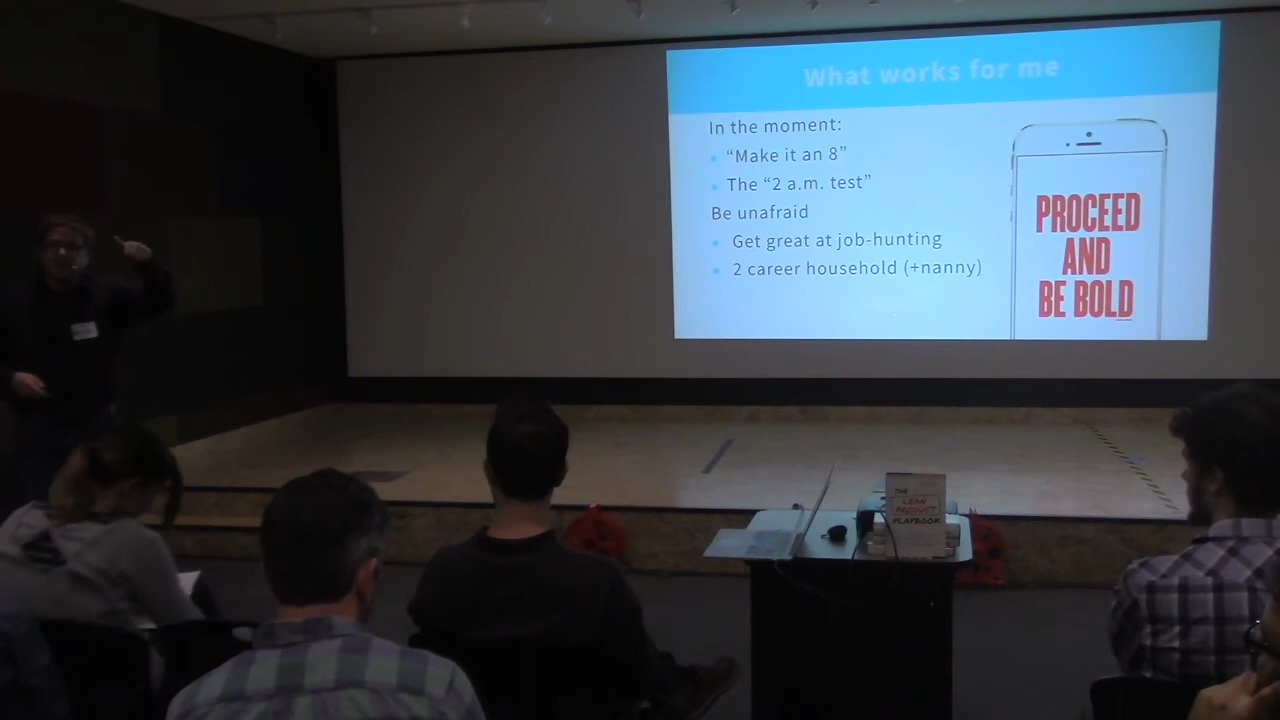 What works for me
In the moment:
“Make it an 8”
The “2 a.m. test”
Be unafraid
Get great at job-hunting
2 career household (+nanny)
PROCEED
AND
BE BOLD
THE
LEAN
PRODUCT
PLAYBOOK